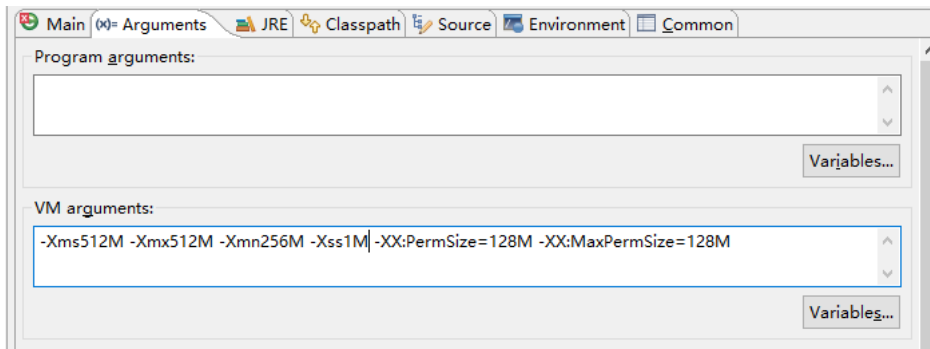 Main (x)= Arguments JRE Classpath Source Environment Common
Program arguments:
Variables...
VM arguments:
-Xms512M -Xmx512M -Xmn256M -Xss1M -XX:PermSize=128M -XX:MaxPermSize=128M
Variables...